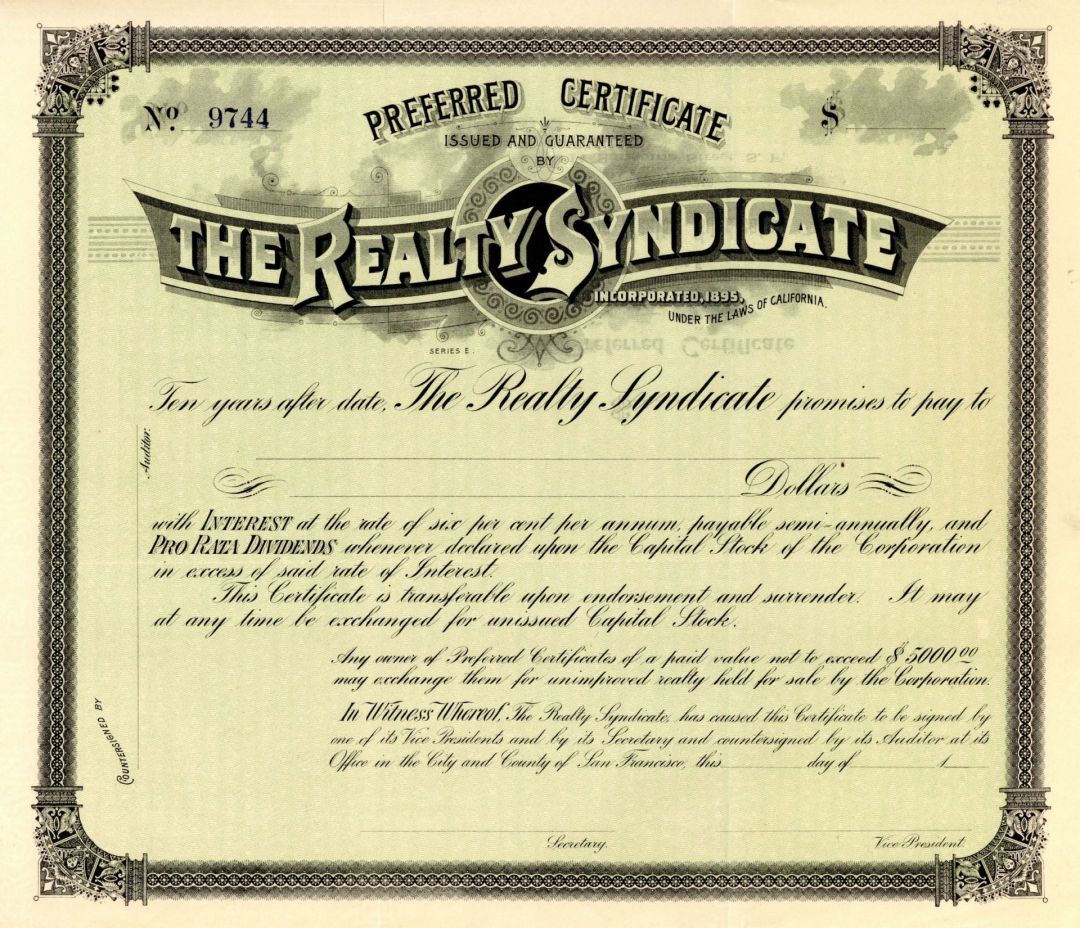 PREFERRED CERTIFICATE
Nº 9744
$
ISSUED AND GUARANTEED
BY
THE REALTY SYNDICATE
INCORPORATED, 1895,
UNDER THE LAWS OF CALIFORNIA.
SERIES E.
Preferred Certificate
Ten years after date, The Realty Syndicate promises to pay to
Auditor.
Dollars
with INTEREST at the rate of six per cent per annum, payable semi-annually, and
PRO RATA DIVIDENDS whenever declared upon the Capital Stock of the Corporation
in excess of said rate of Interest.
This Certificate is transferable upon endorsement and surrender. It may
at any time be exchanged for unissued Capital Stock.
Any owner of Preferred Certificates of a paid value not to exceed $5000.00
may exchange them for unimproved realty held for sale by the Corporation.
COUNTERSIGNED BY
In Witness Whereof, The Realty Syndicate, has caused this Certificate to be signed by
one of its Vice Presidents and by its Secretary and countersigned by its Auditor at its
Office in the City and County of San Francisco, this day of 1
Secretary.
Vice President.